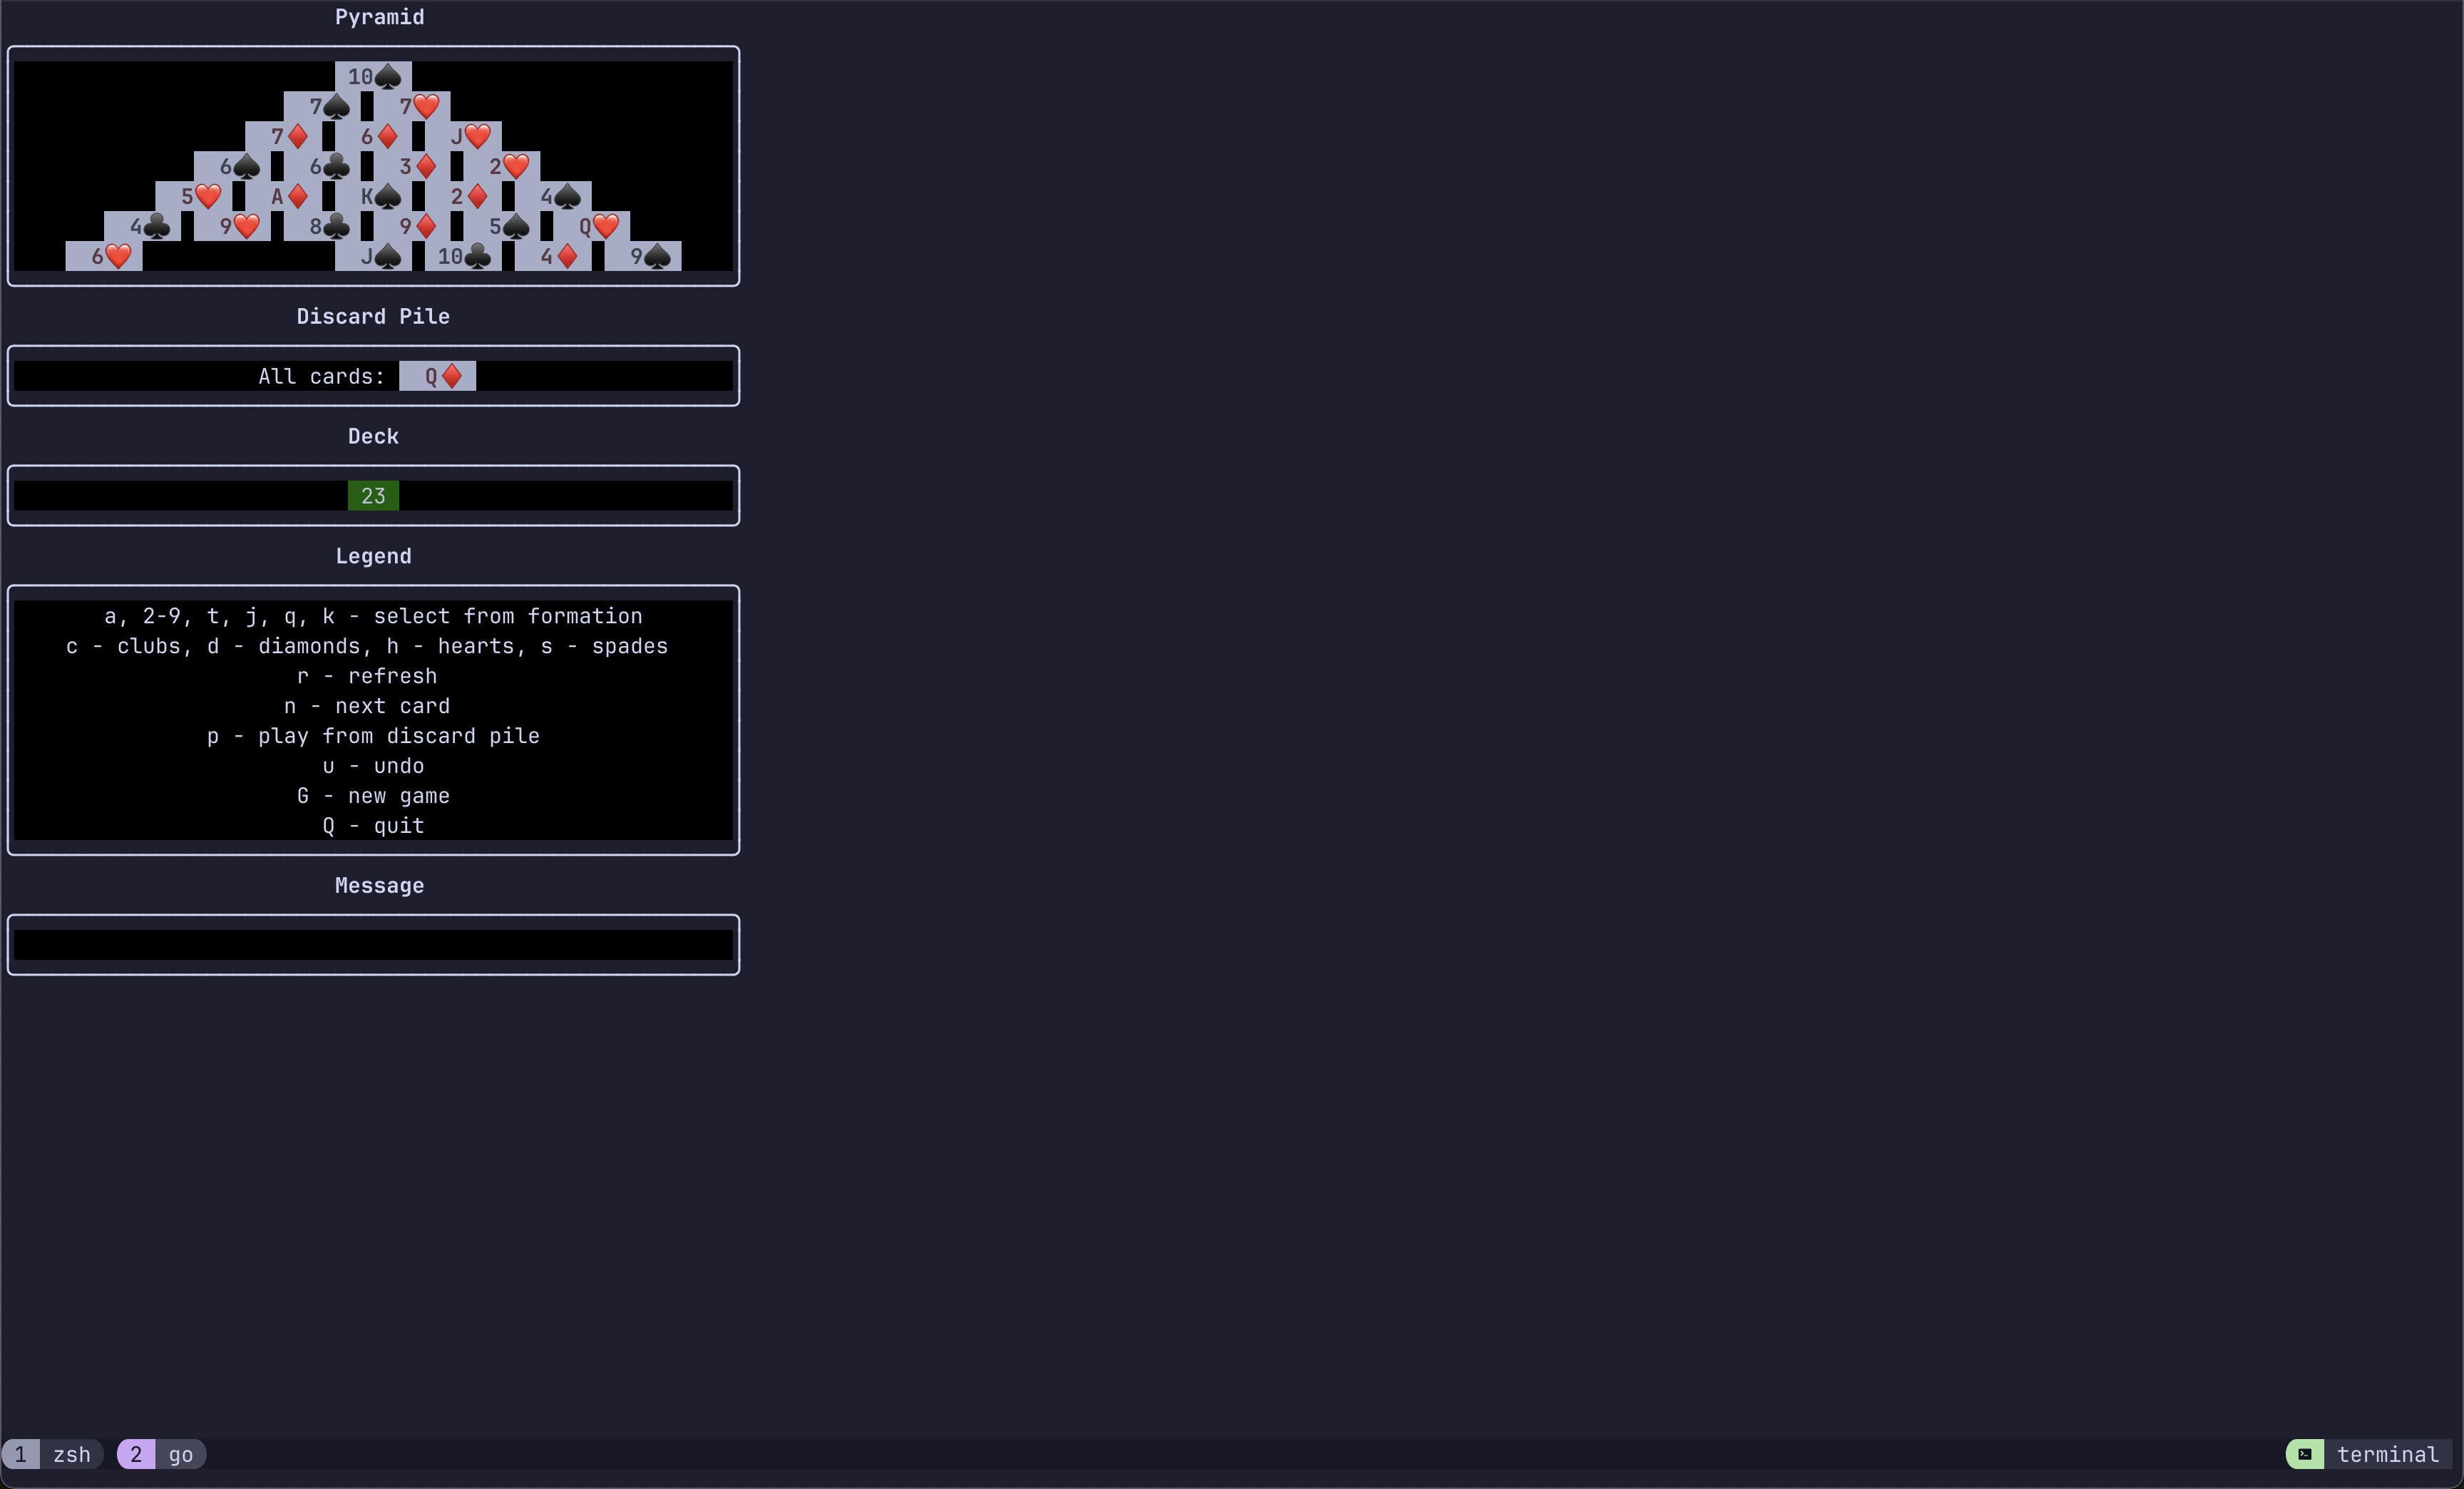 Pyramid
10♠
7♠ 7♥
7♦ 6♦ J♥
6♠ 6♣ 3♦ 2♥
5♥ A♦ K♠ 2♦ 4♠
4♣ 9♥ 8♣ 9♦ 5♠ Q♥
6♥ J♠ 10♣ 4♦ 9♠
Discard Pile
All cards: Q♦
Deck
23
Legend
a, 2-9, t, j, q, k - select from formation
c - clubs, d - diamonds, h - hearts, s - spades
r - refresh
n - next card
p - play from discard pile
u - undo
G - new game
Q - quit
Message
1 zsh 2 go terminal